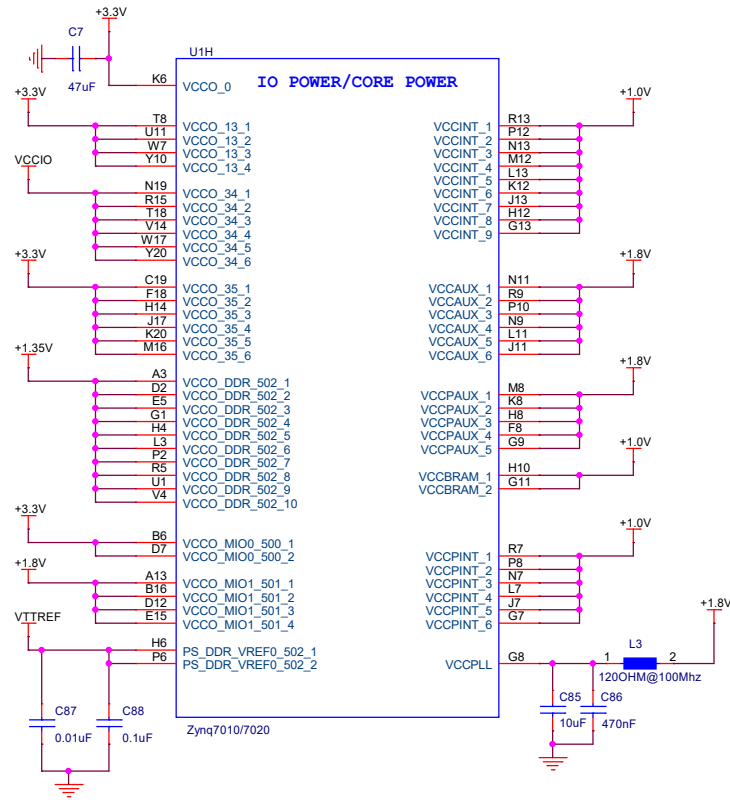 +3.3V
C7
47uF
U1H
IO POWER/CORE POWER
K6 VCCO_0
+3.3V
T8 VCCO_13_1
U11 VCCO_13_2
W7 VCCO_13_3
Y10 VCCO_13_4
VCCIO
N19 VCCO_34_1
R15 VCCO_34_2
T18 VCCO_34_3
V14 VCCO_34_4
W17 VCCO_34_5
Y20 VCCO_34_6
+3.3V
C19 VCCO_35_1
F18 VCCO_35_2
H14 VCCO_35_3
J17 VCCO_35_4
K20 VCCO_35_5
M16 VCCO_35_6
+1.35V
A3 VCCO_DDR_502_1
D2 VCCO_DDR_502_2
E5 VCCO_DDR_502_3
G1 VCCO_DDR_502_4
H4 VCCO_DDR_502_5
L3 VCCO_DDR_502_6
P2 VCCO_DDR_502_7
R5 VCCO_DDR_502_8
U1 VCCO_DDR_502_9
V4 VCCO_DDR_502_10
+3.3V
B6 VCCO_MIO0_500_1
D7 VCCO_MIO0_500_2
+1.8V
A13 VCCO_MIO1_501_1
B16 VCCO_MIO1_501_2
D12 VCCO_MIO1_501_3
E15 VCCO_MIO1_501_4
VTTREF
H6 PS_DDR_VREF0_502_1
P6 PS_DDR_VREF0_502_2
C87
0.01uF
C88
0.1uF
+1.0V
VCCINT_1 R13
VCCINT_2 P12
VCCINT_3 N13
VCCINT_4 M12
VCCINT_5 L13
VCCINT_6 K12
VCCINT_7 J13
VCCINT_8 H12
VCCINT_9 G13
+1.8V
VCCAUX_1 N11
VCCAUX_2 R9
VCCAUX_3 P10
VCCAUX_4 N9
VCCAUX_5 L11
VCCAUX_6 J11
+1.8V
VCCPAUX_1 M8
VCCPAUX_2 K8
VCCPAUX_3 H8
VCCPAUX_4 F8
VCCPAUX_5 G9
+1.0V
VCCBRAM_1 H10
VCCBRAM_2 G11
+1.0V
VCCPINT_1 R7
VCCPINT_2 P8
VCCPINT_3 N7
VCCPINT_4 L7
VCCPINT_5 J7
VCCPINT_6 G7
+1.8V
VCCPLL G8
L3
1 2
120OHM@100Mhz
C85
10uF
C86
470nF
Zynq7010/7020